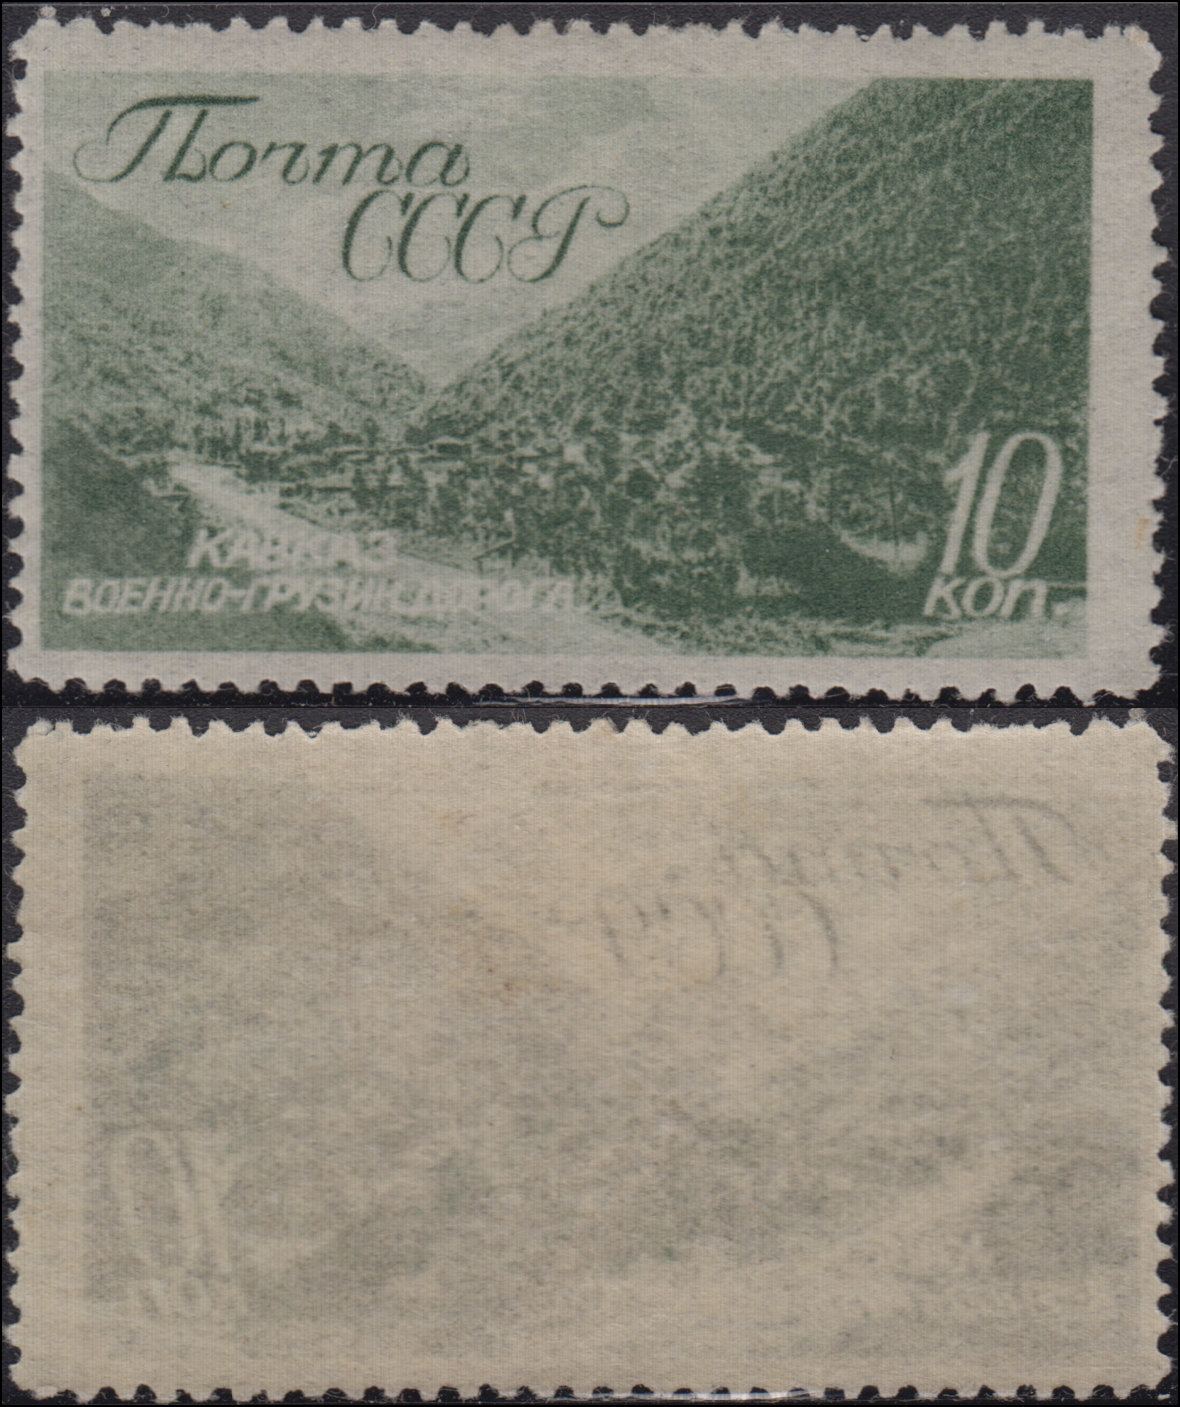 Почта
СССР
КАВКАЗ
ВОЕННО-ГРУЗИН.ДОРОГА
10
коп.